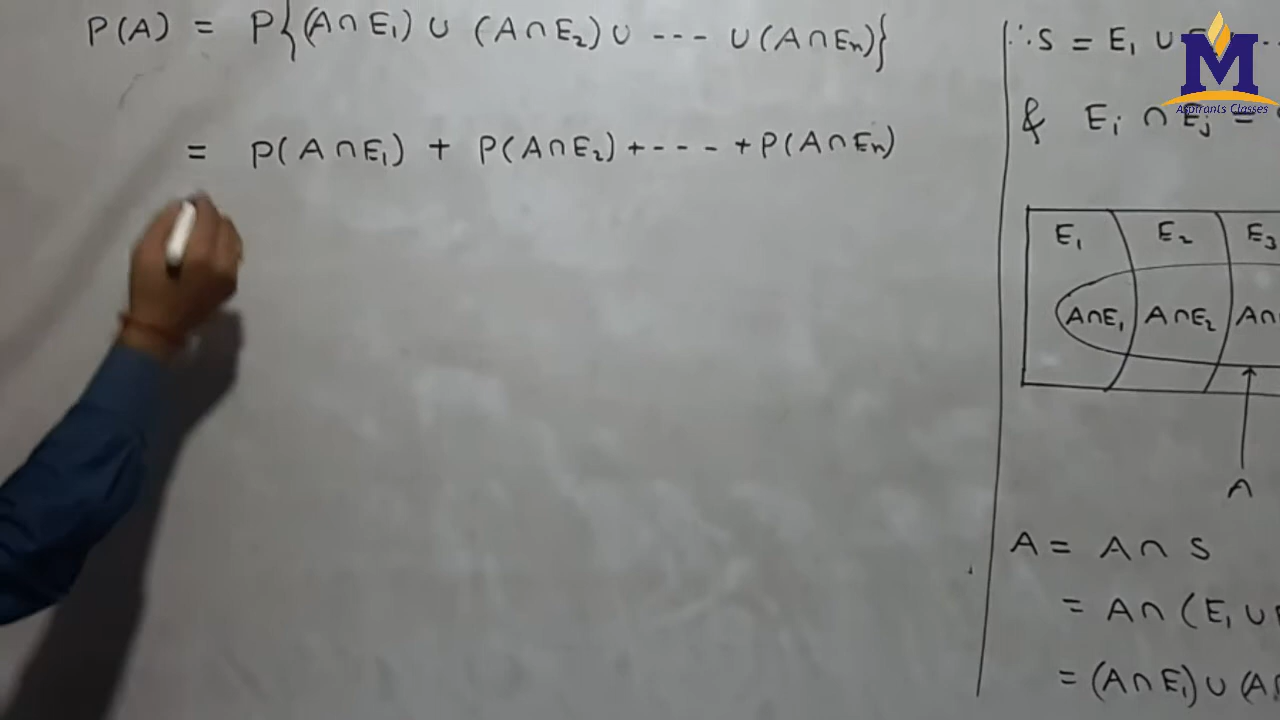 P(A) = P{(A∩E₁) ∪ (A∩E₂) ∪ --- ∪ (A∩Eₙ)}
= P(A∩E₁) + P(A∩E₂) + --- + P(A∩Eₙ)
∵ S = E₁ ∪
M
Aspirants Classes
& Eᵢ ∩ Eⱼ =
E₁ E₂ E₃
A∩E₁ A∩E₂ A∩
A
A = A ∩ S
= A ∩ (E₁ ∪
= (A∩E₁) ∪ (A∩